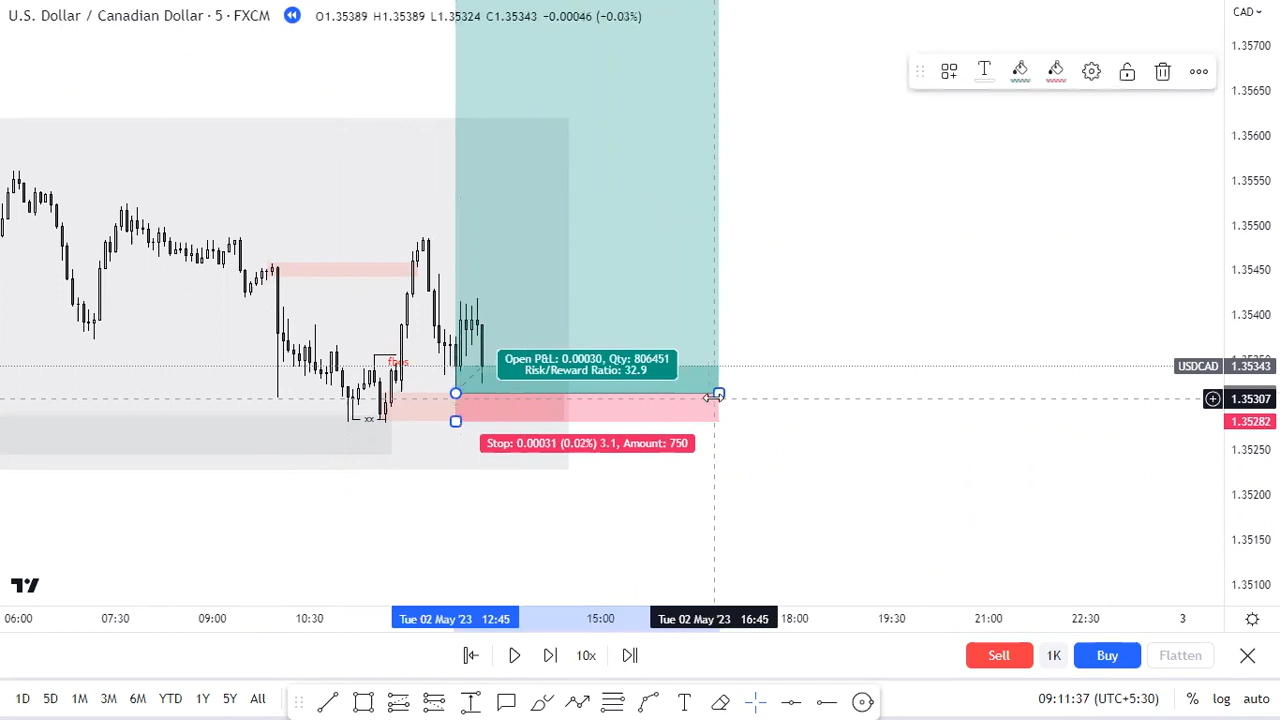 U.S. Dollar / Canadian Dollar · 5 · FXCM O1.35389 H1.35389 L1.35324 C1.35343 −0.00046 (−0.03%)
CAD
1.35700
1.35650
1.35600
1.35550
1.35500
1.35450
1.35400
USDCAD 1.35343
1.35307
1.35282
1.35250
1.35200
1.35150
1.35100
fbos
xx
Open P&L: 0.00030, Qty: 806451
Risk/Reward Ratio: 32.9
Stop: 0.00031 (0.02%) 3.1, Amount: 750
06:00 07:30 09:00 10:30 Tue 02 May '23 12:45 15:00 Tue 02 May '23 16:45 18:00 19:30 21:00 22:30 3
10x Sell 1K Buy Flatten
1D 5D 1M 3M 6M YTD 1Y 5Y All 09:11:37 (UTC+5:30) % log auto